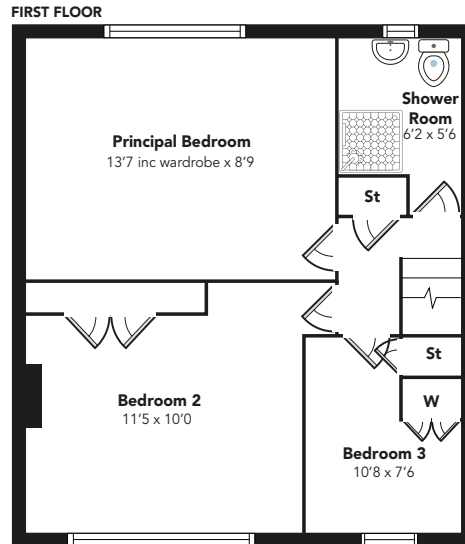 FIRST FLOOR
Principal Bedroom
13'7 inc wardrobe x 8'9
Shower
Room
6'2 x 5'6
St
St
W
Bedroom 2
11'5 x 10'0
Bedroom 3
10'8 x 7'6